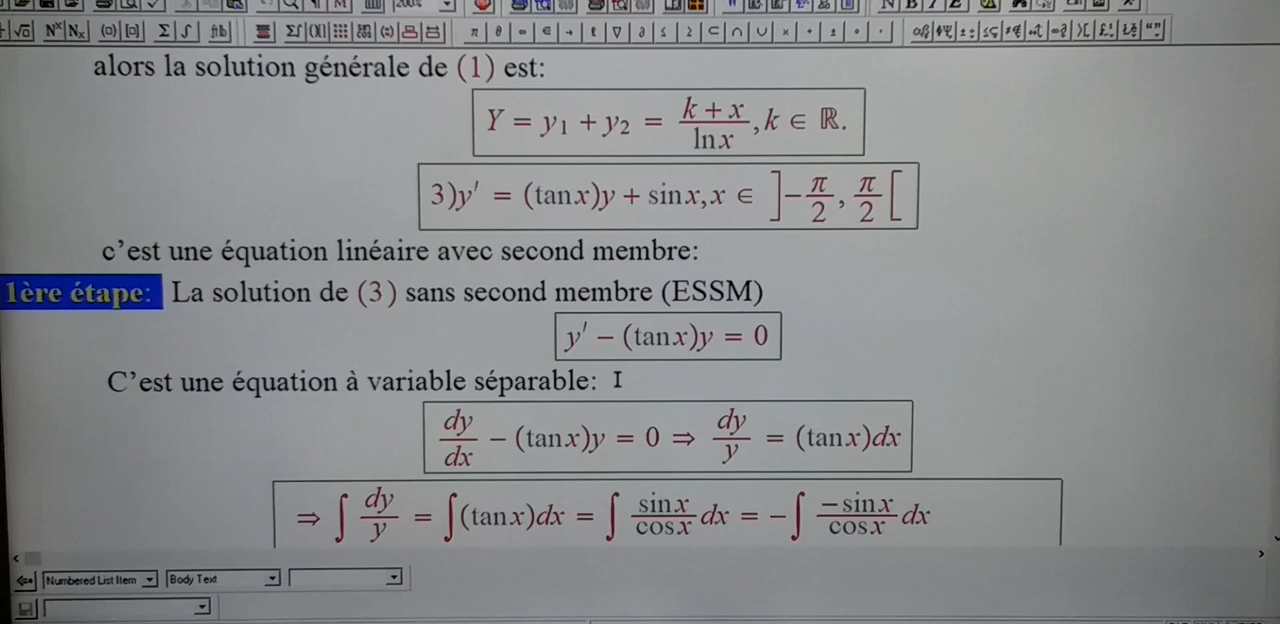 200%
alors la solution générale de (1) est:
Y = y₁ + y₂ = (k + x)/(ln x), k ∈ ℝ.
3)y′ = (tan x)y + sin x, x ∈ ]−π/2, π/2[
c’est une équation linéaire avec second membre:
1ère étape: La solution de (3) sans second membre (ESSM)
y′ − (tan x)y = 0
C’est une équation à variable séparable:
dy/dx − (tan x)y = 0 ⇒ dy/y = (tan x)dx
⇒ ∫ dy/y = ∫(tan x)dx = ∫ sin x/cos x dx = −∫ −sin x/cos x dx
Numbered List Item Body Text